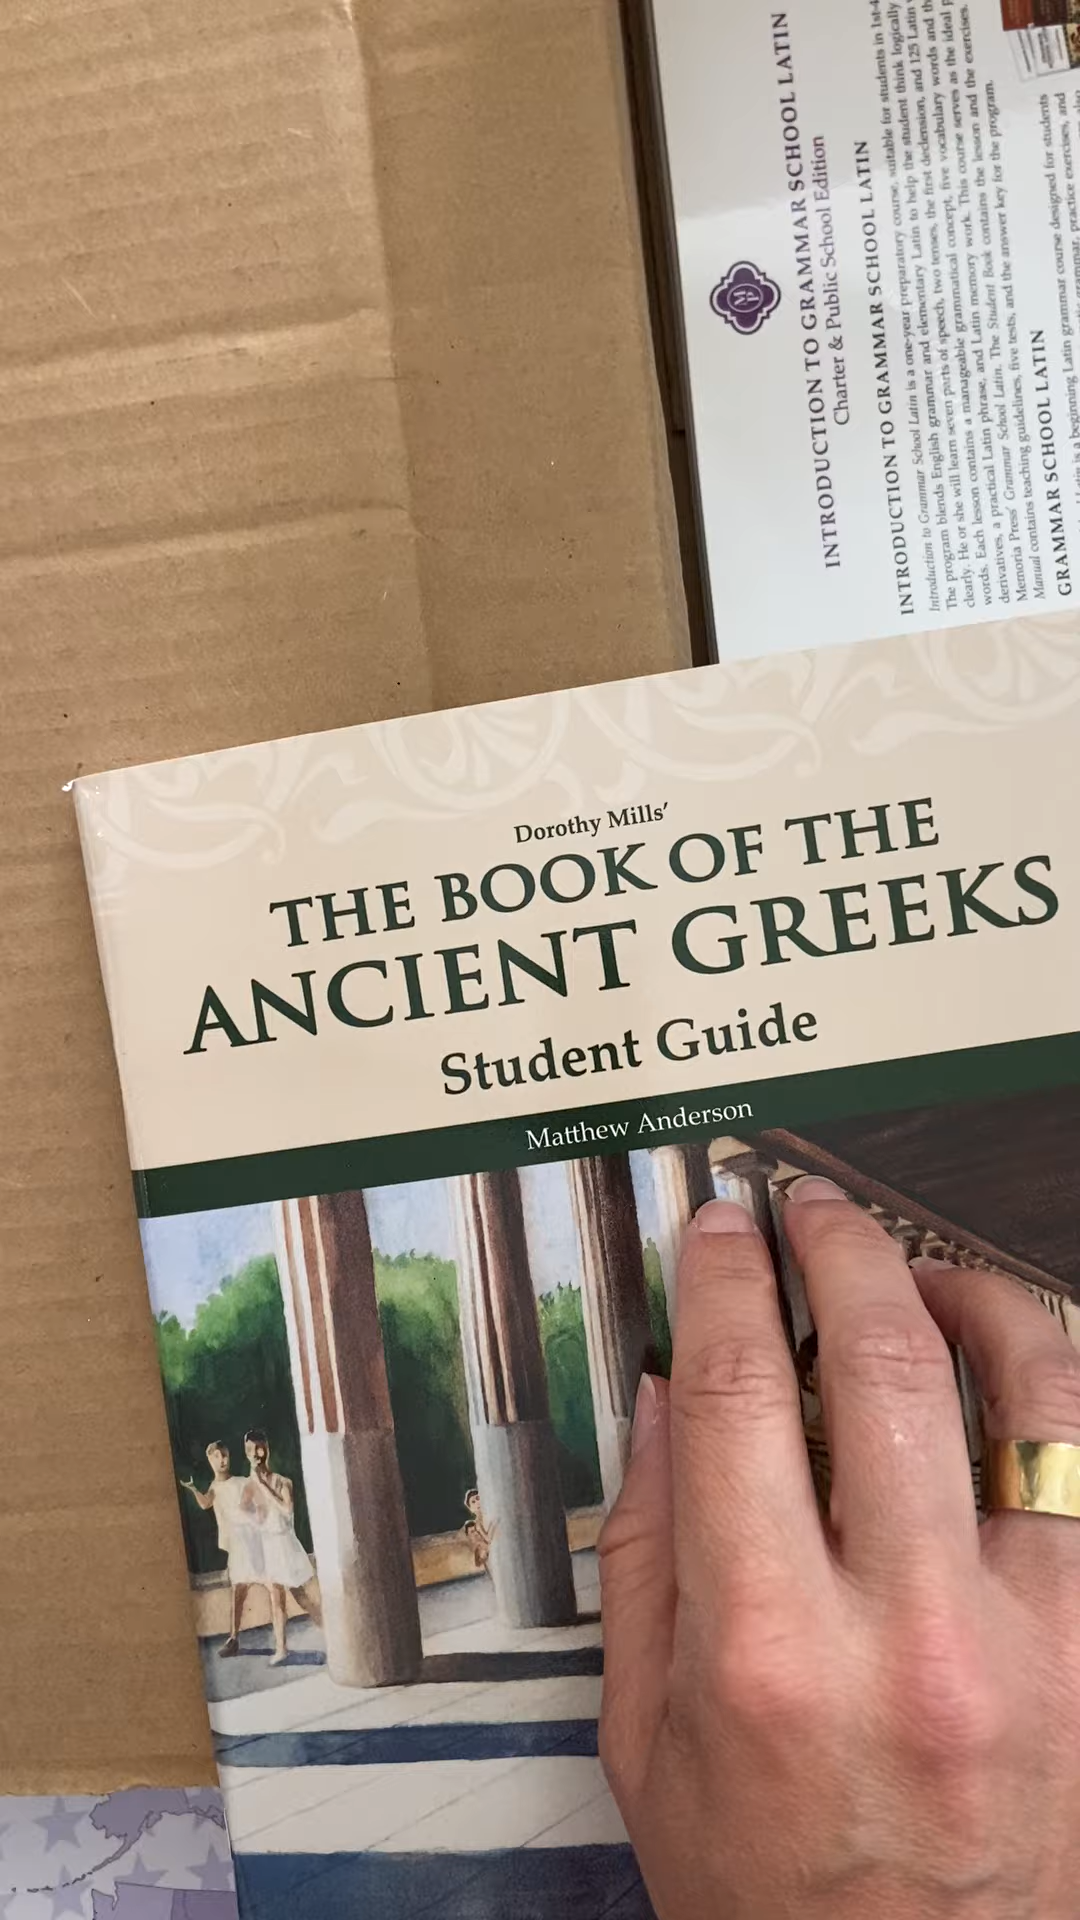 INTRODUCTION TO GRAMMAR SCHOOL LATIN
Charter & Public School Edition
INTRODUCTION TO GRAMMAR SCHOOL LATIN
Introduction to Grammar School Latin is a one-year preparatory course, suitable for students in 1st-4
The program blends English grammar and elementary Latin to help the student think logically
clearly. He or she will learn seven parts of speech, two tenses, the first declension, and 125 Latin
words. Each lesson contains a manageable grammatical concept, five vocabulary words and
derivatives, a practical Latin phrase, and Latin memory work. This course serves as the ideal
Memoria Press' Grammar School Latin. The Student Book contains the lesson and the exercises.
Manual contains teaching guidelines, five tests, and the answer key for the program.
GRAMMAR SCHOOL LATIN
is a beginning Latin grammar course designed for students
grammar, practice exercises, and
MP
Dorothy Mills'
THE BOOK OF THE
ANCIENT GREEKS
Student Guide
Matthew Anderson